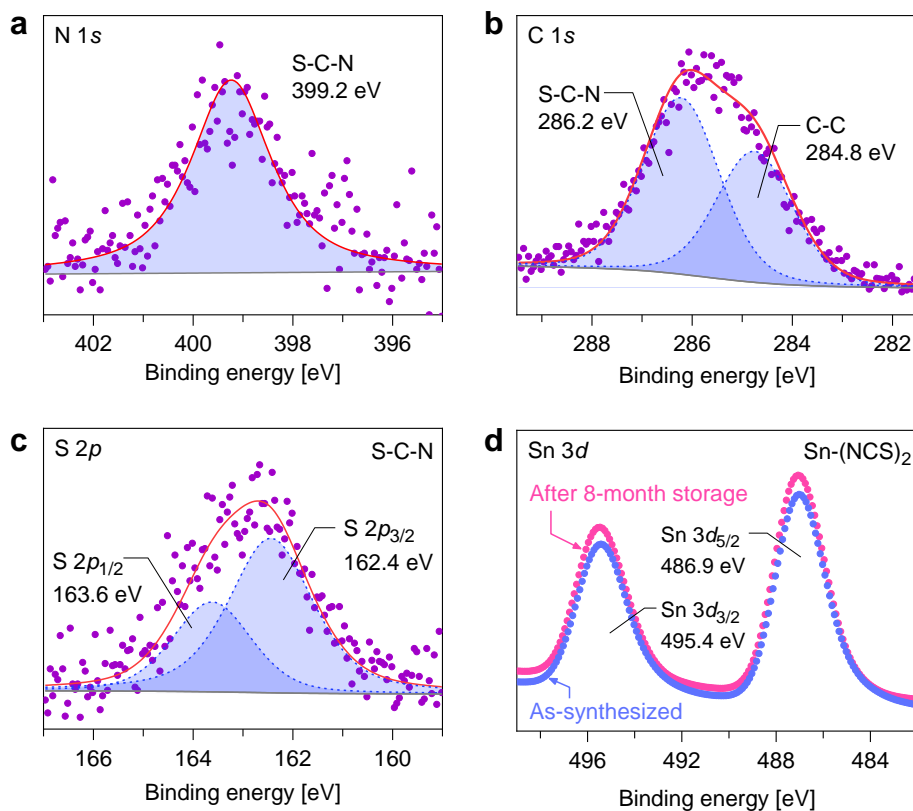 a
N 1s
S-C-N
399.2 eV
402
400
398
396
Binding energy [eV]
b
C 1s
S-C-N
286.2 eV
C-C
284.8 eV
288
286
284
282
Binding energy [eV]
c
S 2p
S-C-N
S 2p1/2
163.6 eV
S 2p3/2
162.4 eV
166
164
162
160
Binding energy [eV]
d
Sn 3d
Sn-(NCS)2
After 8-month storage
Sn 3d5/2
486.9 eV
Sn 3d3/2
495.4 eV
As-synthesized
496
492
488
484
Binding energy [eV]